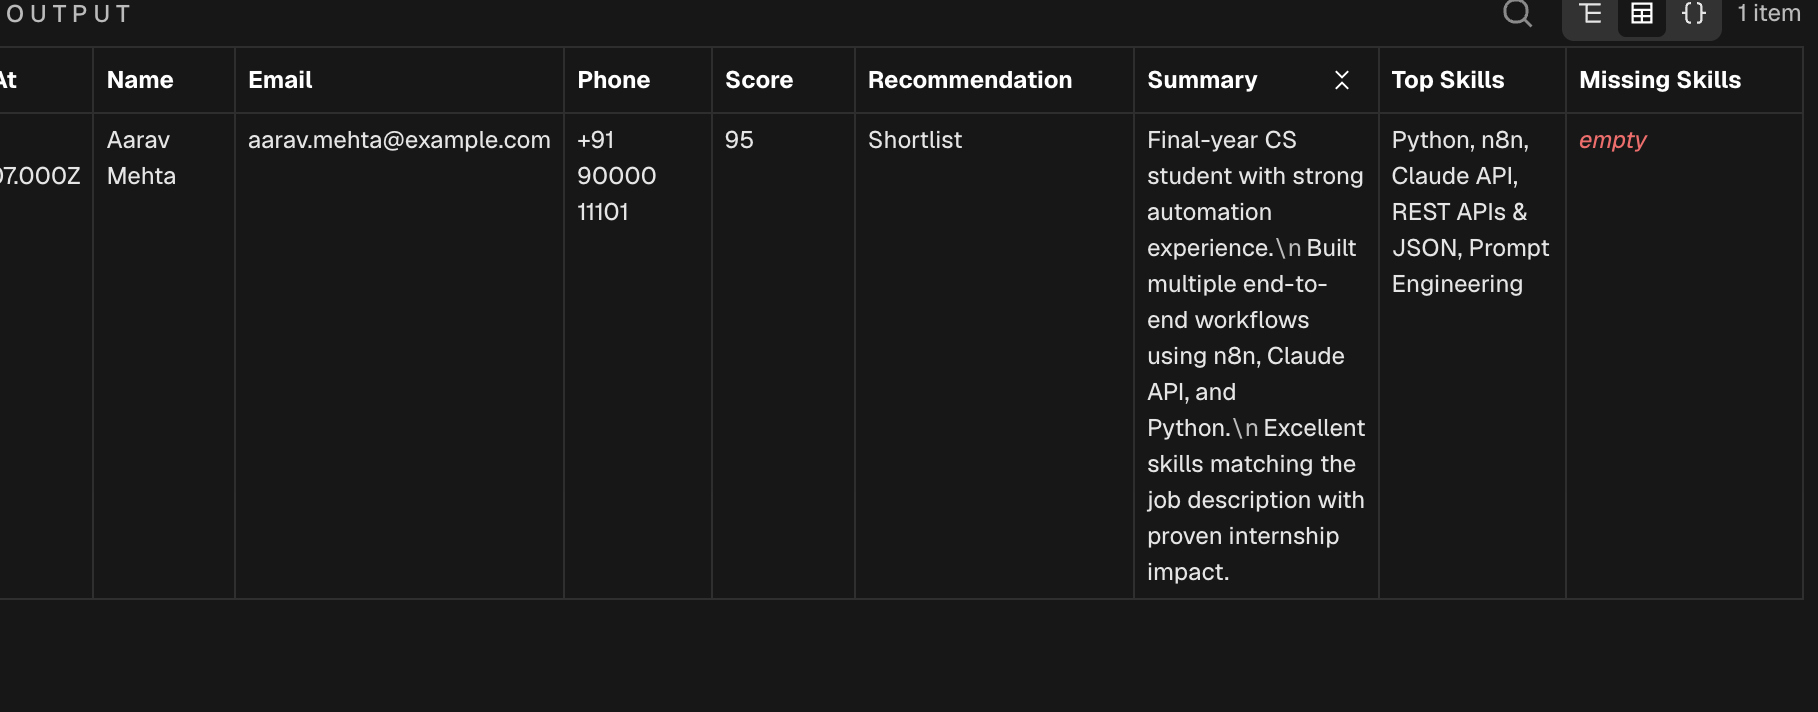 OUTPUT
{} 1 item
At Name Email Phone Score Recommendation Summary Top Skills Missing Skills
07.000Z
Aarav
Mehta
aarav.mehta@example.com
+91
90000
11101
95
Shortlist
Final-year CS
student with strong
automation
experience.\n Built
multiple end-to-
end workflows
using n8n, Claude
API, and
Python.\n Excellent
skills matching the
job description with
proven internship
impact.
Python, n8n,
Claude API,
REST APIs &
JSON, Prompt
Engineering
empty